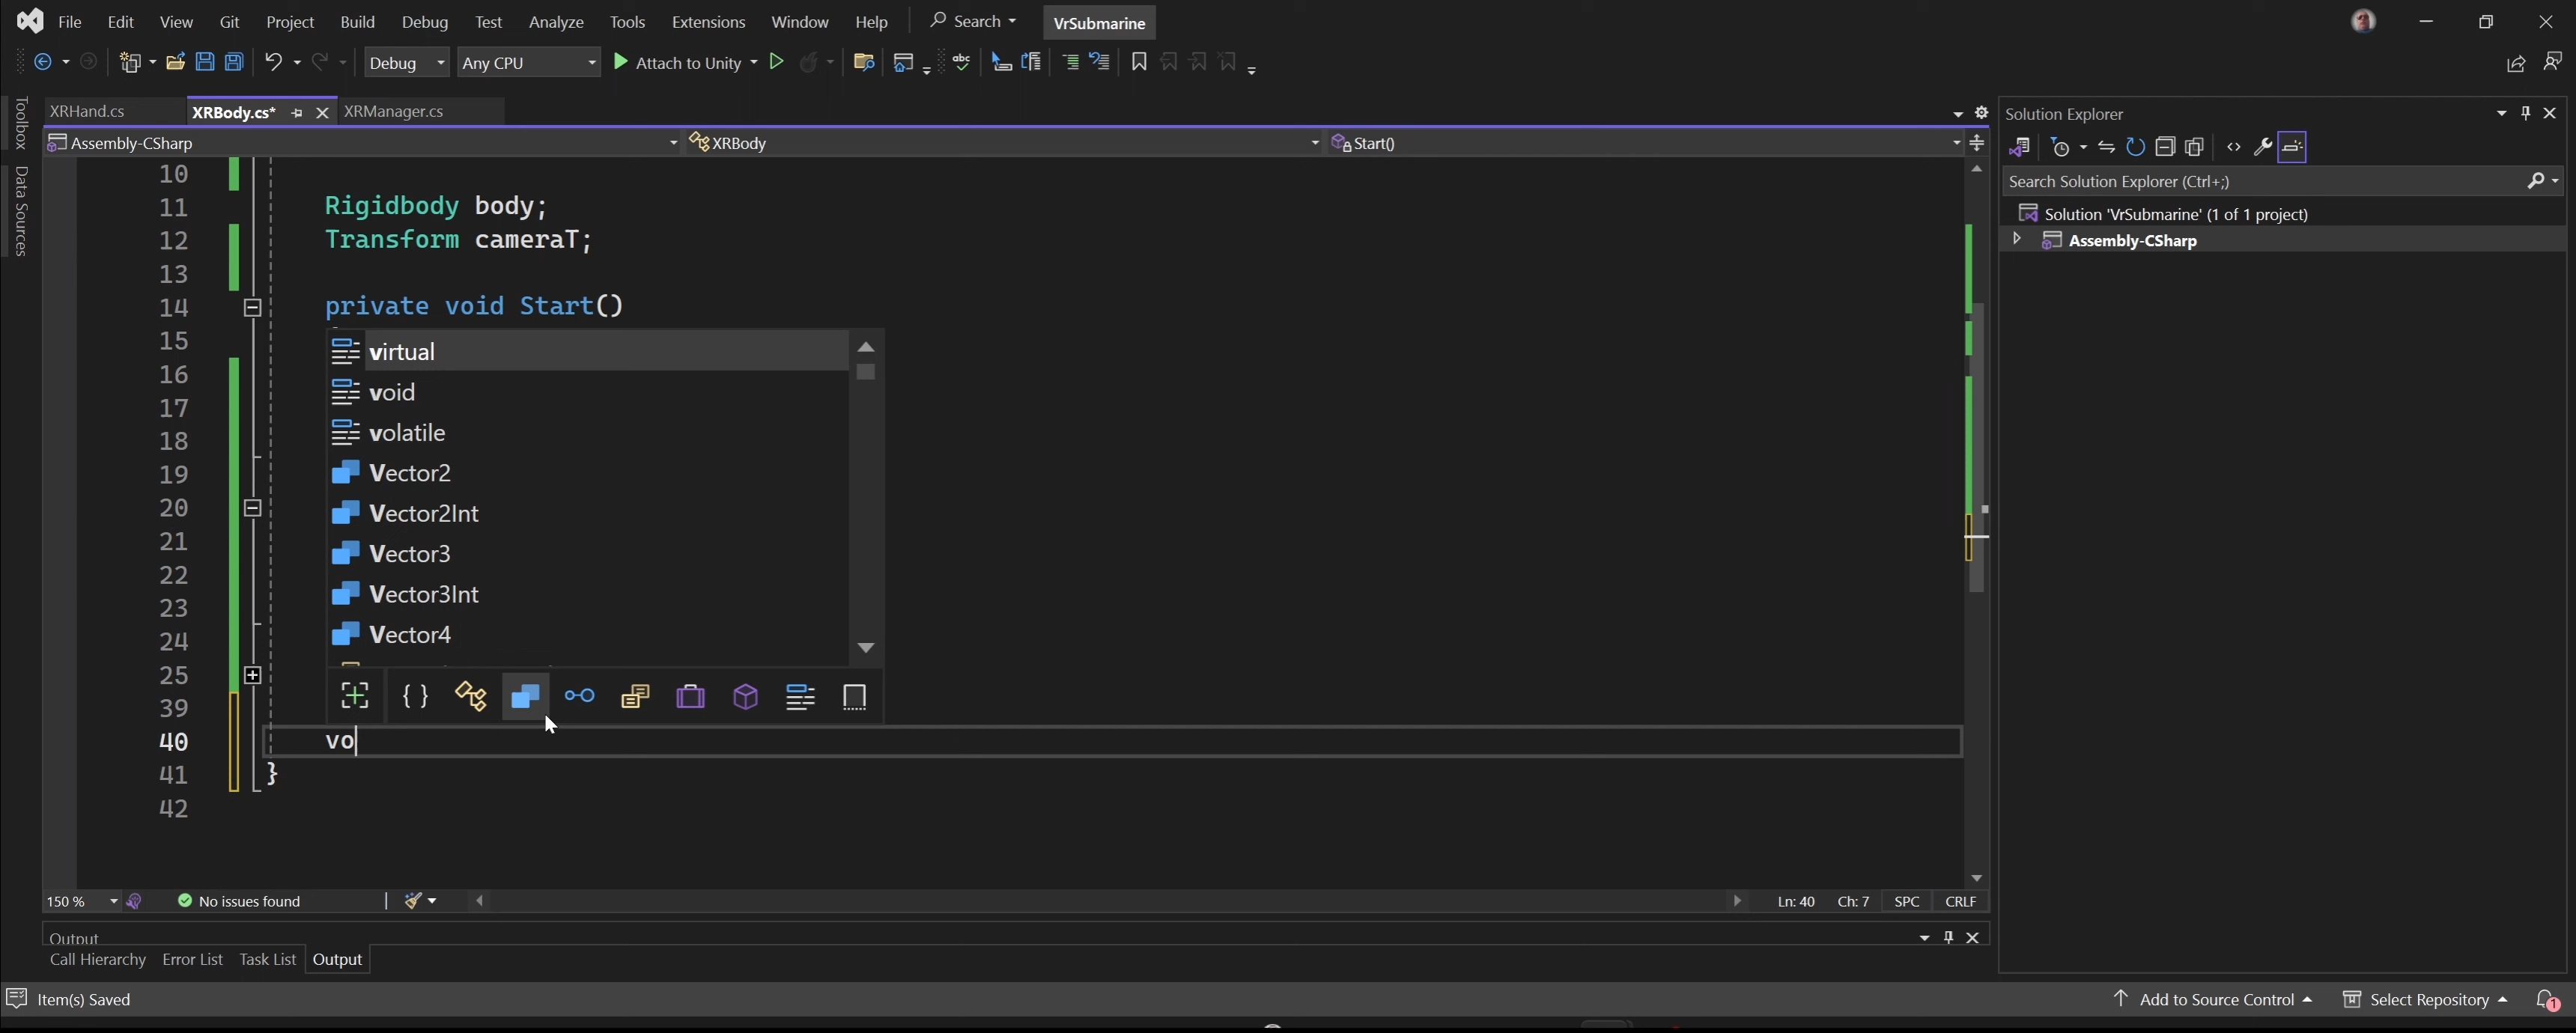 File Edit View Git Project Build Debug Test Analyze Tools Extensions Window Help Search VrSubmarine
Debug Any CPU Attach to Unity abc
Toolbox
Data Sources
XRHand.cs XRBody.cs* XRManager.cs
Assembly-CSharp XRBody Start()
10
11 Rigidbody body;
12 Transform cameraT;
13
14 private void Start()
15
16
17
18
19
20
21
22
23
24
25
39
40 vo
41 }
42
virtual
void
volatile
Vector2
Vector2Int
Vector3
Vector3Int
Vector4
{ }
150 % No issues found Ln: 40 Ch: 7 SPC CRLF
Output
Call Hierarchy Error List Task List Output
Item(s) Saved Add to Source Control Select Repository 1
Solution Explorer
Search Solution Explorer (Ctrl+;)
Solution 'VrSubmarine' (1 of 1 project)
Assembly-CSharp